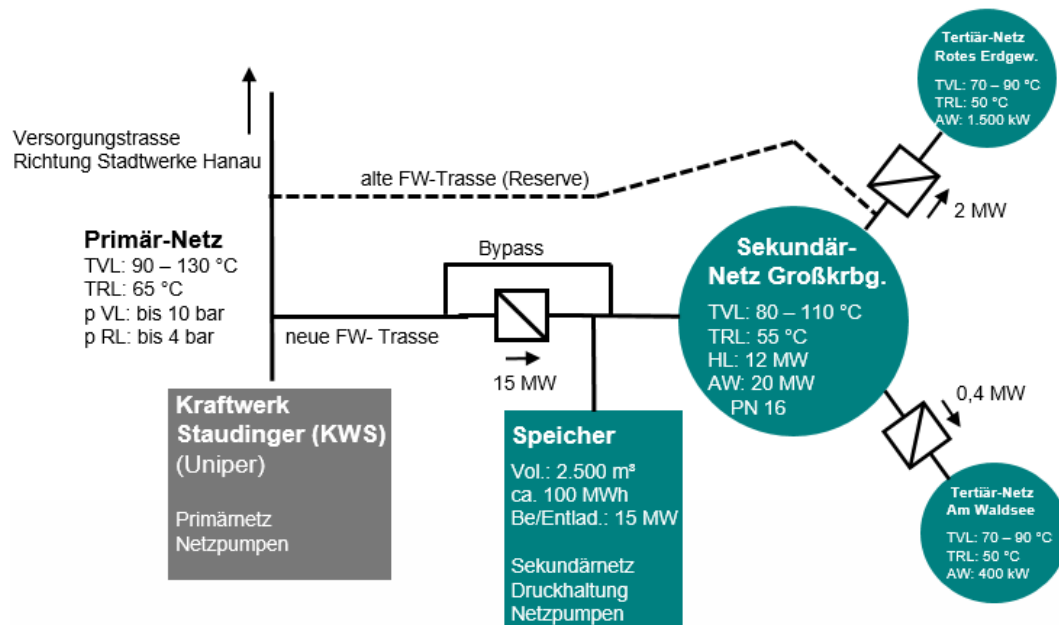 Versorgungstrasse
Richtung Stadtwerke Hanau
alte FW-Trasse (Reserve)
Tertiär-Netz
Rotes Erdgew.
TVL: 70 – 90 °C
TRL: 50 °C
AW: 1.500 kW
2 MW
Primär-Netz
TVL: 90 – 130 °C
TRL: 65 °C
p VL: bis 10 bar
p RL: bis 4 bar
Bypass
neue FW- Trasse
15 MW
Sekundär-
Netz Großkrbg.
TVL: 80 – 110 °C
TRL: 55 °C
HL: 12 MW
AW: 20 MW
PN 16
0,4 MW
Kraftwerk
Staudinger (KWS)
(Uniper)
Primärnetz
Netzpumpen
Speicher
Vol.: 2.500 m³
ca. 100 MWh
Be/Entlad.: 15 MW
Sekundärnetz
Druckhaltung
Netzpumpen
Tertiär-Netz
Am Waldsee
TVL: 70 – 90 °C
TRL: 50 °C
AW: 400 kW